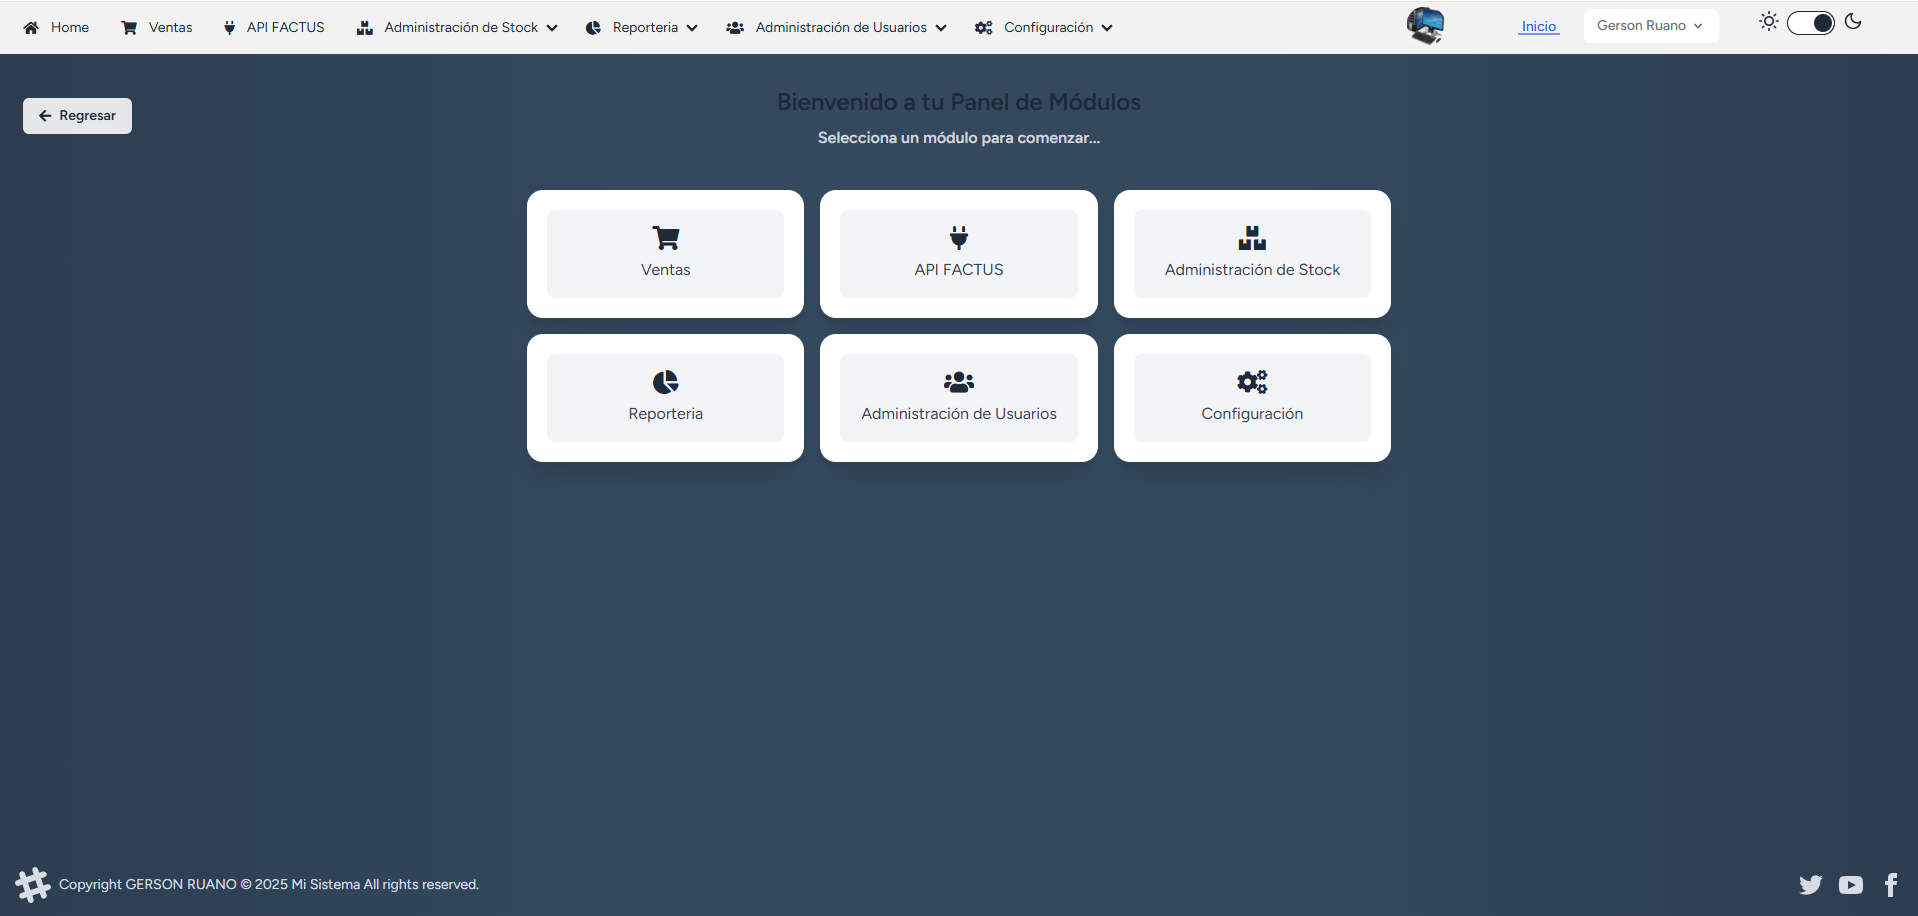 Home Ventas API FACTUS Administración de Stock Reporteria Administración de Usuarios Configuración Inicio Gerson Ruano
Regresar
Bienvenido a tu Panel de Módulos
Selecciona un módulo para comenzar...
Ventas
API FACTUS
Administración de Stock
Reporteria
Administración de Usuarios
Configuración
Copyright GERSON RUANO © 2025 Mi Sistema All rights reserved.